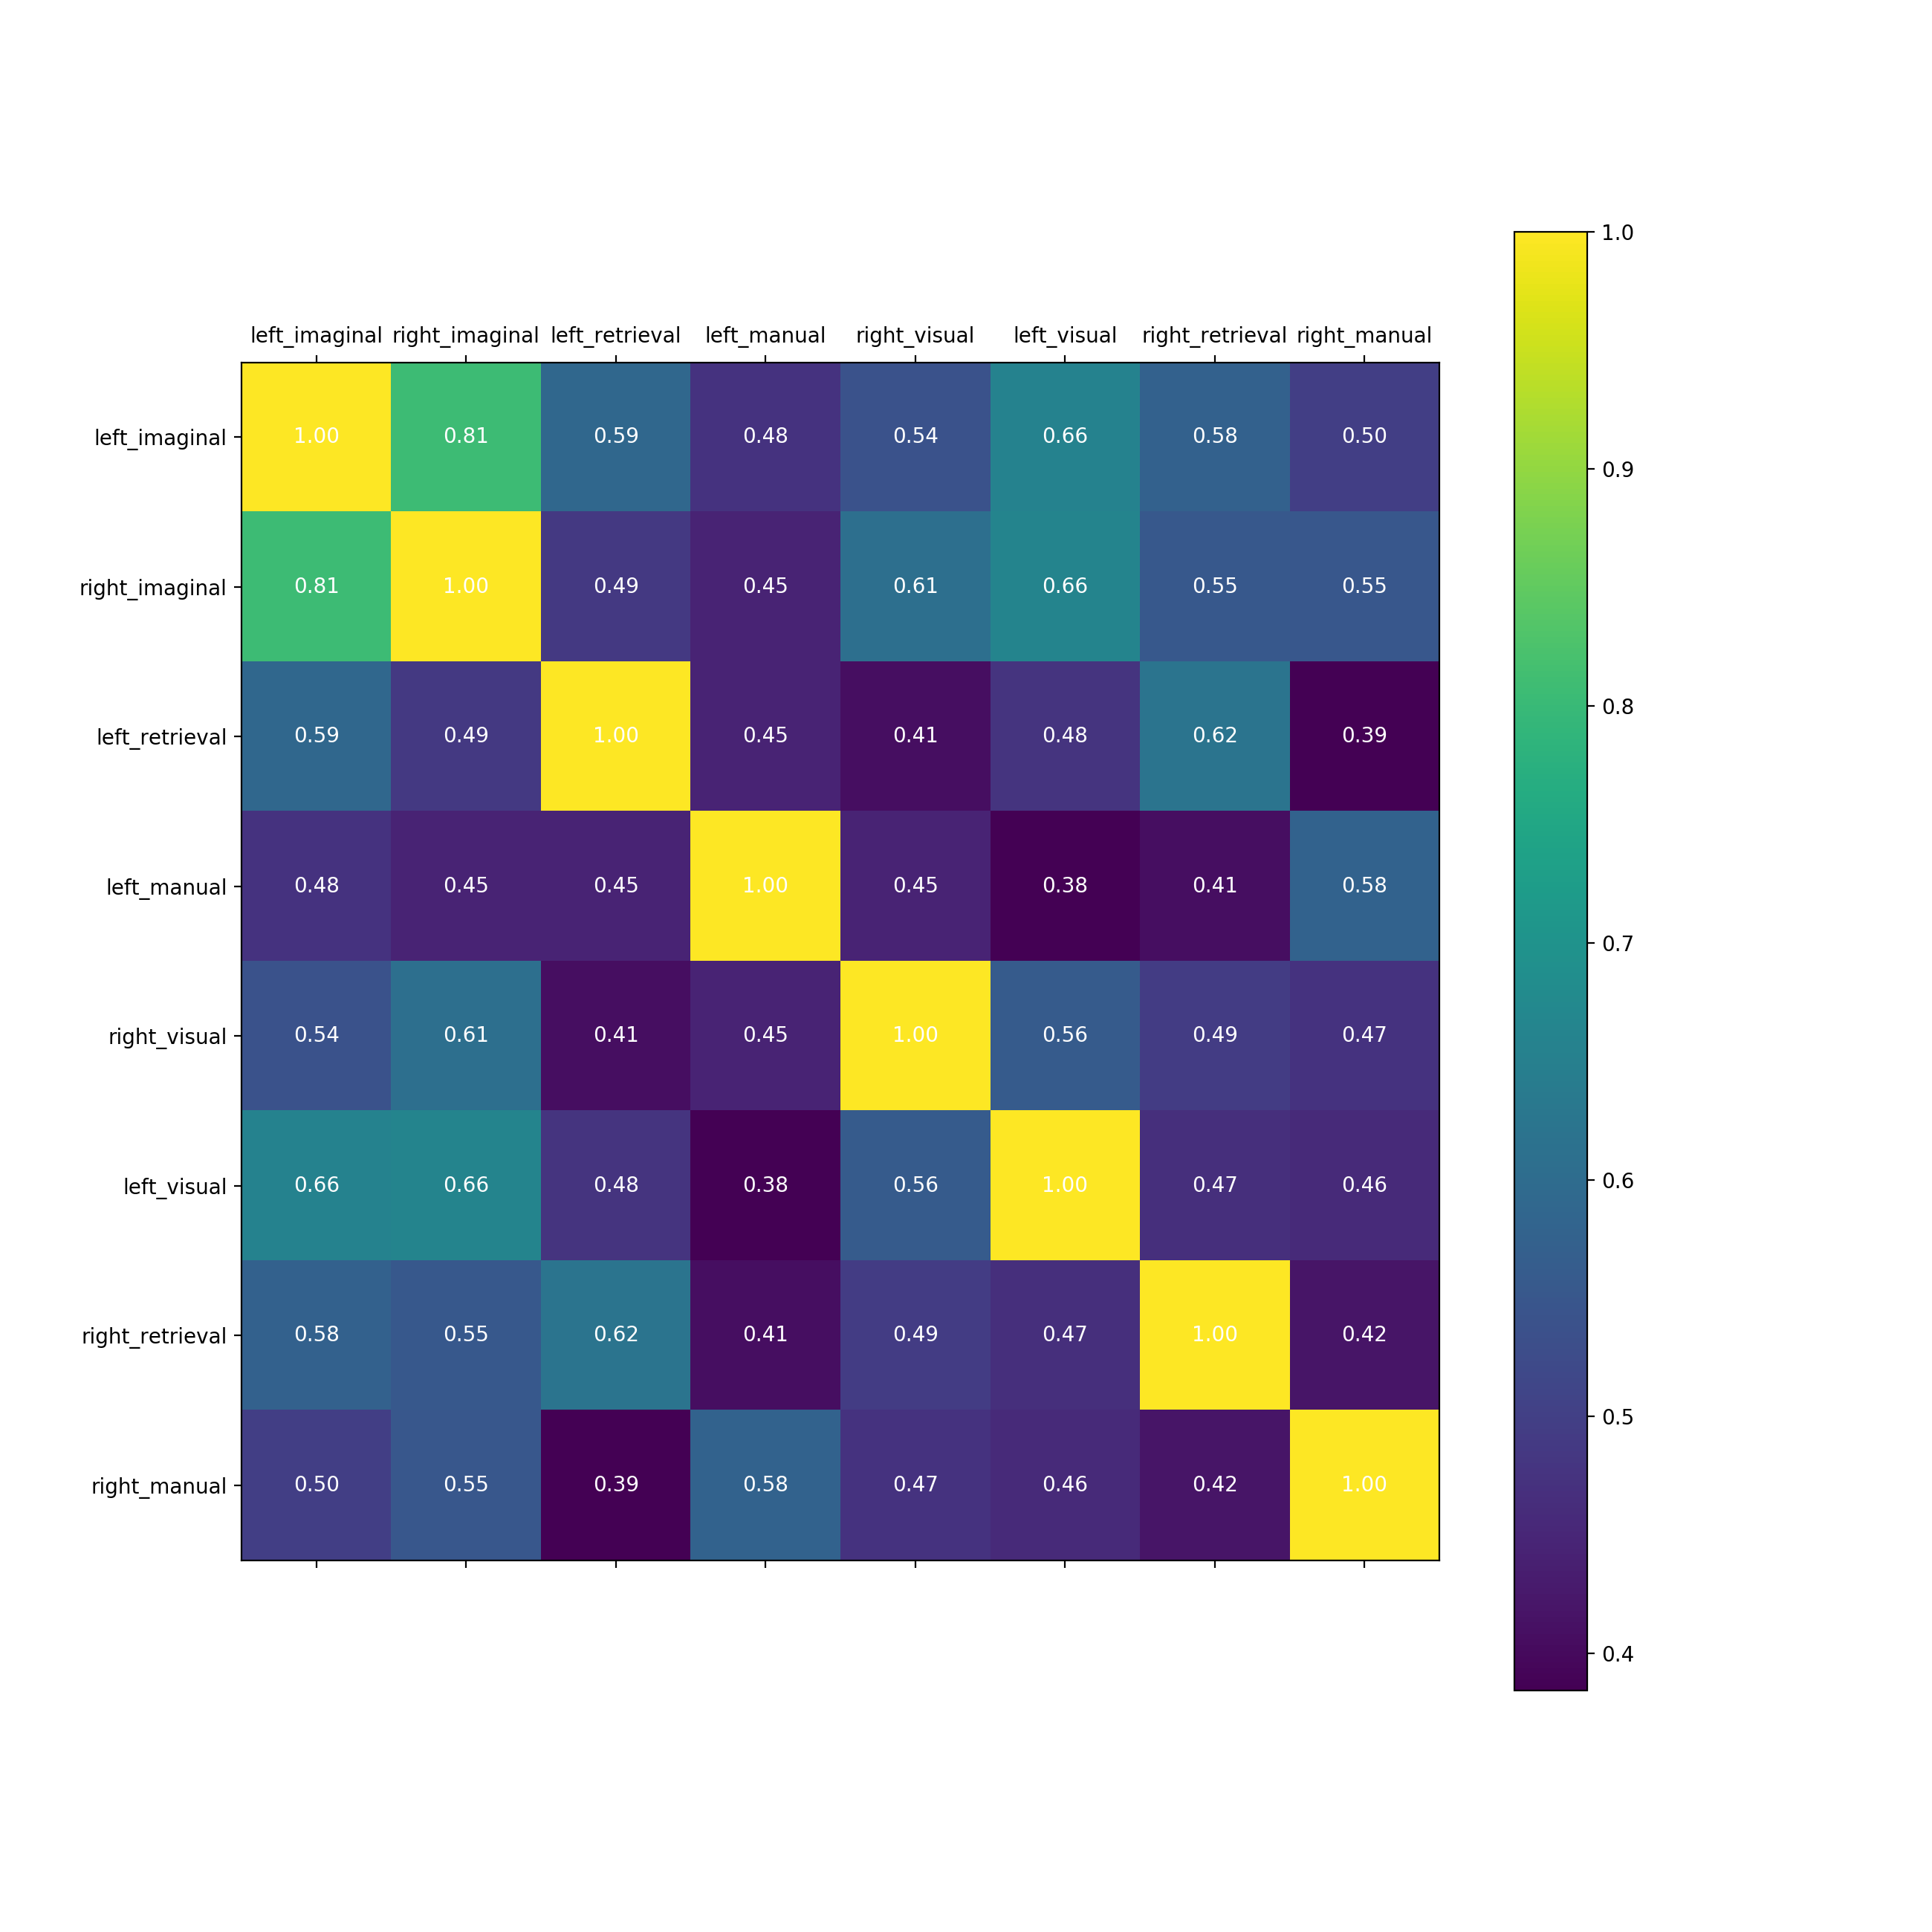 left_imaginal right_imaginal left_retrieval left_manual right_visual left_visual right_retrieval right_manual
left_imaginal 1.00 0.81 0.59 0.48 0.54 0.66 0.58 0.50
right_imaginal 0.81 1.00 0.49 0.45 0.61 0.66 0.55 0.55
left_retrieval 0.59 0.49 1.00 0.45 0.41 0.48 0.62 0.39
left_manual 0.48 0.45 0.45 1.00 0.45 0.38 0.41 0.58
right_visual 0.54 0.61 0.41 0.45 1.00 0.56 0.49 0.47
left_visual 0.66 0.66 0.48 0.38 0.56 1.00 0.47 0.46
right_retrieval 0.58 0.55 0.62 0.41 0.49 0.47 1.00 0.42
right_manual 0.50 0.55 0.39 0.58 0.47 0.46 0.42 1.00
1.0
0.9
0.8
0.7
0.6
0.5
0.4